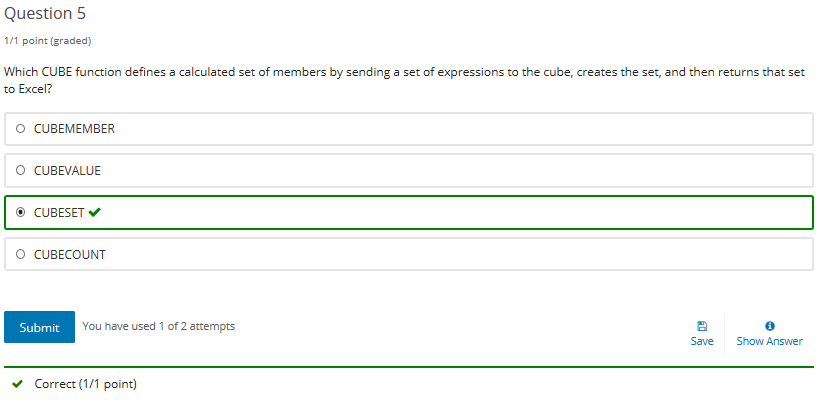 Question 5
1/1 point (graded)
Which CUBE function defines a calculated set of members by sending a set of expressions to the cube, creates the set, and then returns that set
to Excel?
CUBEMEMBER
CUBEVALUE
CUBESET
CUBECOUNT
Submit
You have used 1 of 2 attempts
Save
Show Answer
Correct (1/1 point)